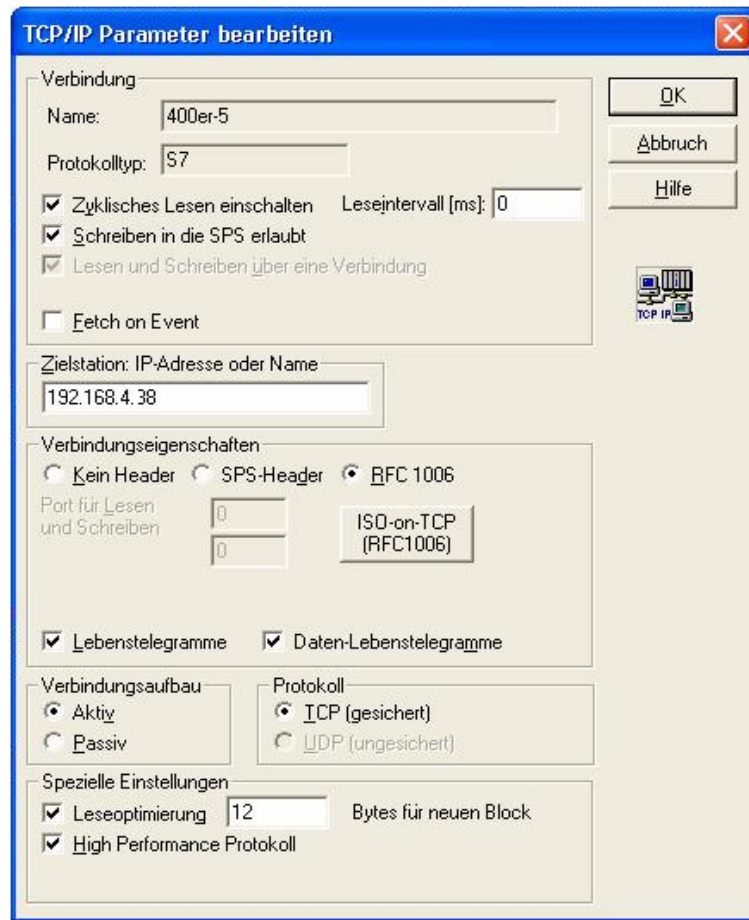 TCP/IP Parameter bearbeiten
Verbindung
Name: 400er-5
Protokolltyp: S7
Zyklisches Lesen einschalten Leseintervall [ms]: 0
Schreiben in die SPS erlaubt
Lesen und Schreiben über eine Verbindung
Fetch on Event
OK
Abbruch
Hilfe
TCP IP
Zielstation: IP-Adresse oder Name
192.168.4.38
Verbindungseigenschaften
Kein Header SPS-Header RFC 1006
Port für Lesen
und Schreiben
0
0
ISO-on-TCP
(RFC1006)
Lebenstelegramme Daten-Lebenstelegramme
Verbindungsaufbau
Aktiv
Passiv
Protokoll
TCP (gesichert)
UDP (ungesichert)
Spezielle Einstellungen
Leseoptimierung 12 Bytes für neuen Block
High Performance Protokoll